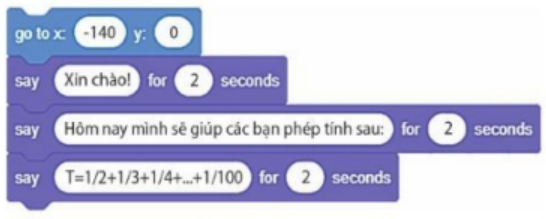 go to x: -140 y: 0
say Xin chào! for 2 seconds
say Hôm nay mình sẽ giúp các bạn phép tính sau: for 2 seconds
say T=1/2+1/3+1/4+...+1/100 for 2 seconds